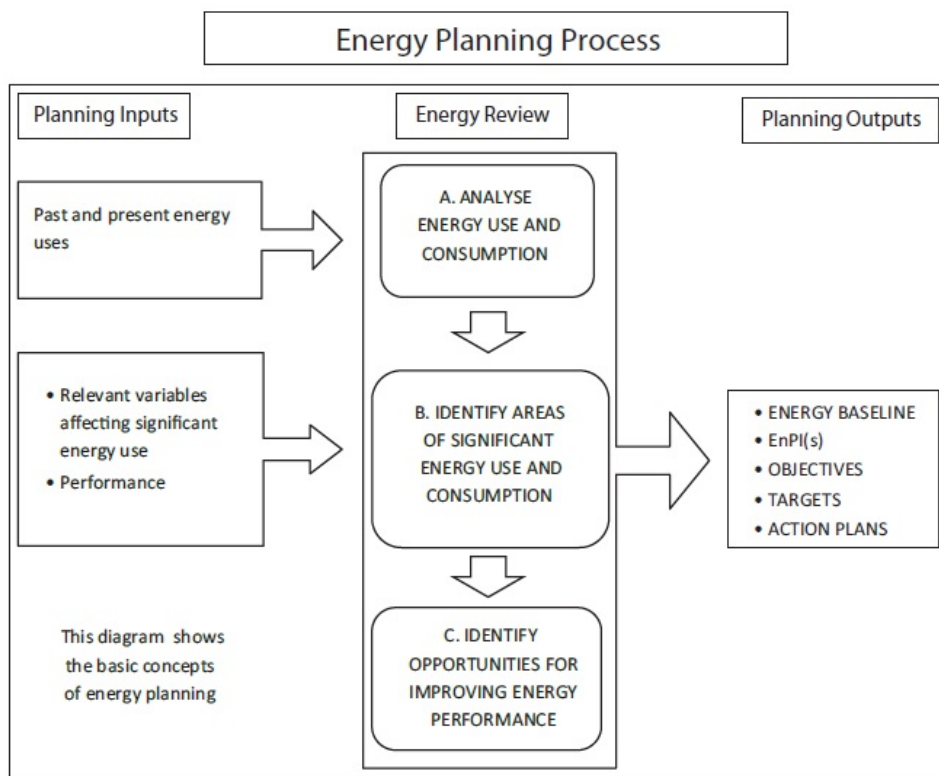 Energy Planning Process
Planning Inputs
Energy Review
Planning Outputs
Past and present energy
uses
A. ANALYSE
ENERGY USE AND
CONSUMPTION
• Relevant variables
affecting significant
energy use
• Performance
B. IDENTIFY AREAS
OF SIGNIFICANT
ENERGY USE AND
CONSUMPTION
• ENERGY BASELINE
• EnPI(s)
• OBJECTIVES
• TARGETS
• ACTION PLANS
This diagram shows
the basic concepts
of energy planning
C. IDENTIFY
OPPORTUNITIES FOR
IMPROVING ENERGY
PERFORMANCE